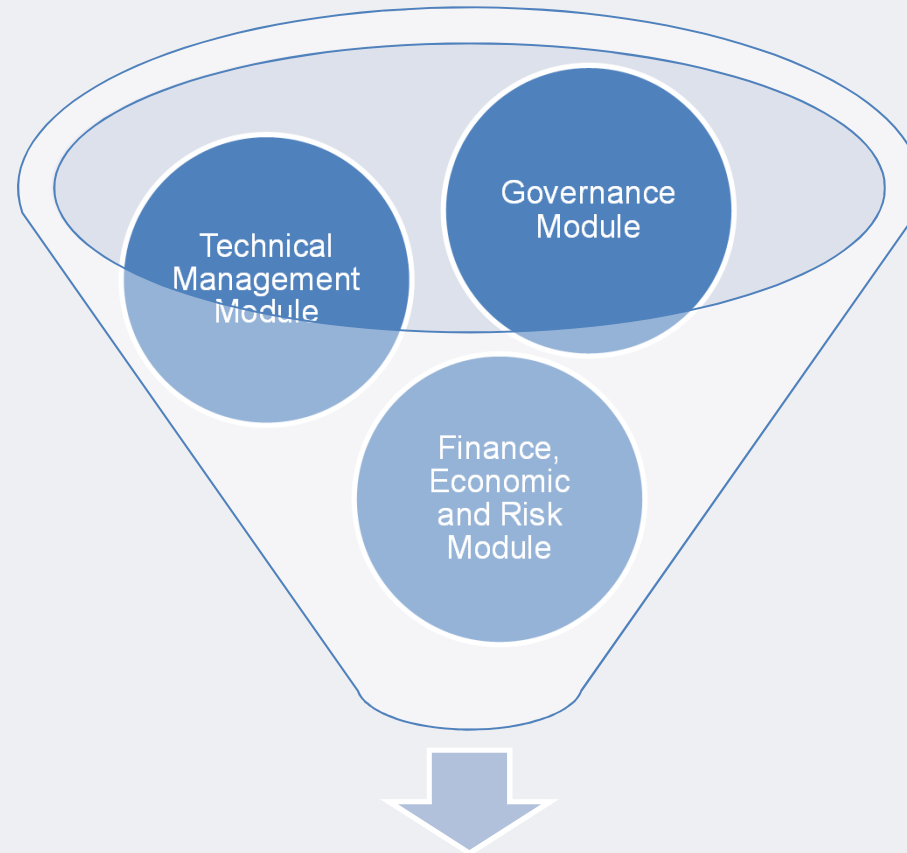 Governance
Module
Technical
Management
Module
Finance,
Economic
and Risk
Module